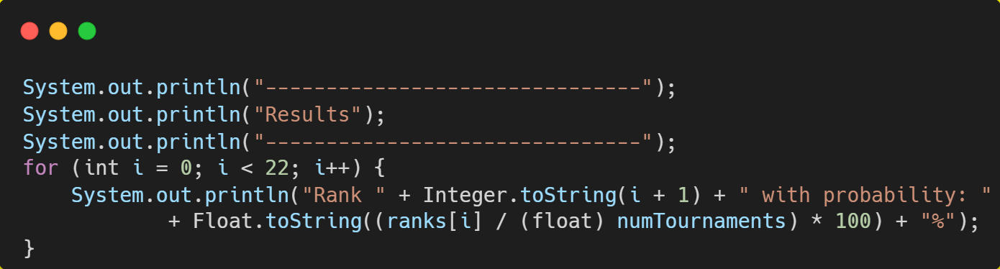 System.out.println("-------------------------------");
System.out.println("Results");
System.out.println("-------------------------------");
for (int i = 0; i < 22; i++) {
    System.out.println("Rank " + Integer.toString(i + 1) + " with probability: "
            + Float.toString((ranks[i] / (float) numTournaments) * 100) + "%");
}